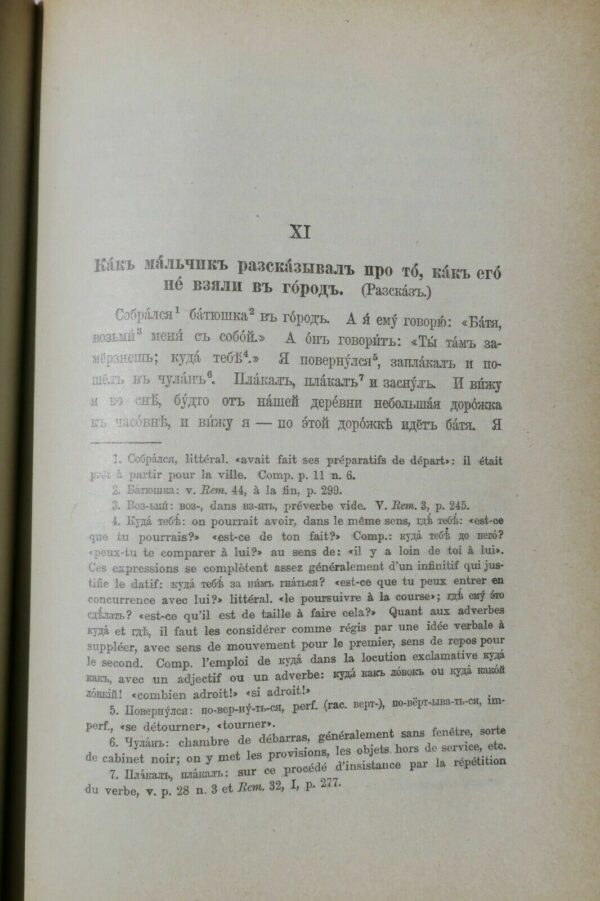 XI
Ка́къ ма́льчикъ разска́зывалъ про то́, ка́къ его́
не́ взяли въ го́родъ. (Разска́зъ.)
Собра́лся¹ ба́тюшка² въ го́родъ. А я́ ему́ говорю́: «Ба́тя,
возьми́³ меня́ съ собо́й.» А о́нъ говори́тъ: «Ты́ та́мъ за-
мёрзнешь; куда́ тебѣ́⁴.» Я поверну́лся⁵, запла́калъ и по-
шёлъ въ чула́нъ⁶. Пла́калъ, пла́калъ⁷ и засну́лъ. И ви́жу
я во снѣ́, бу́дто отъ на́шей дере́вни небольша́я доро́жка
къ часо́внѣ, и ви́жу я — по э́той доро́жкѣ идётъ ба́тя. Я
1. Собра́лся, littéral. «avait fait ses préparatifs de départ»: il était
prêt à partir pour la ville. Comp. p. 11 n. 6.
2. Ба́тюшка: v. Rem. 44, à la fin, p. 299.
3. Воз-ьми́: воз-, dans вз-ять, préverbe vide. V. Rem. 3, p. 245.
4. Куда́ тебѣ́: on pourrait avoir, dans le même sens, гдѣ́ тебѣ́: «est-ce
que tu pourrais?» «est-ce de ton fait?» Comp.: куда́ тебѣ́ до него́?
«peux-tu te comparer à lui?» au sens de: «il y a loin de toi à lui».
Ces expressions se complètent assez généralement d'un infinitif qui jus-
tifie le datif: куда́ тебѣ́ за ни́мъ гна́ться? «est-ce que tu peux entrer en
concurrence avec lui?» littéral. «le poursuivre à la course»; гдѣ́ ему́ э́то
сдѣ́лать? «est-ce qu'il est de taille à faire cela?» Quant aux adverbes
куда́ et гдѣ́, il faut les considérer comme régis par une idée verbale à
suppléer, avec sens de mouvement pour le premier, sens de repos pour
le second. Comp. l'emploi de куда́ dans la locution exclamative куда́
какъ, avec un adjectif ou un adverbe: куда́ какъ ло́вокъ ou куда́ како́й
ло́вкій! «combien adroit!» «si adroit!»
5. Поверну́лся: по-вер-ну́-ть-ся, perf. (rac. верт-), по-вёрт-ыва-ть-ся, im-
perf., «se détourner», «tourner».
6. Чула́нъ: chambre de débarras, généralement sans fenêtre, sorte
de cabinet noir; on y met les provisions, les objets hors de service, etc.
7. Пла́калъ, пла́калъ: sur ce procédé d'insistance par la répétition
du verbe, v. p. 28 n. 3 et Rem. 32, I, p. 277.